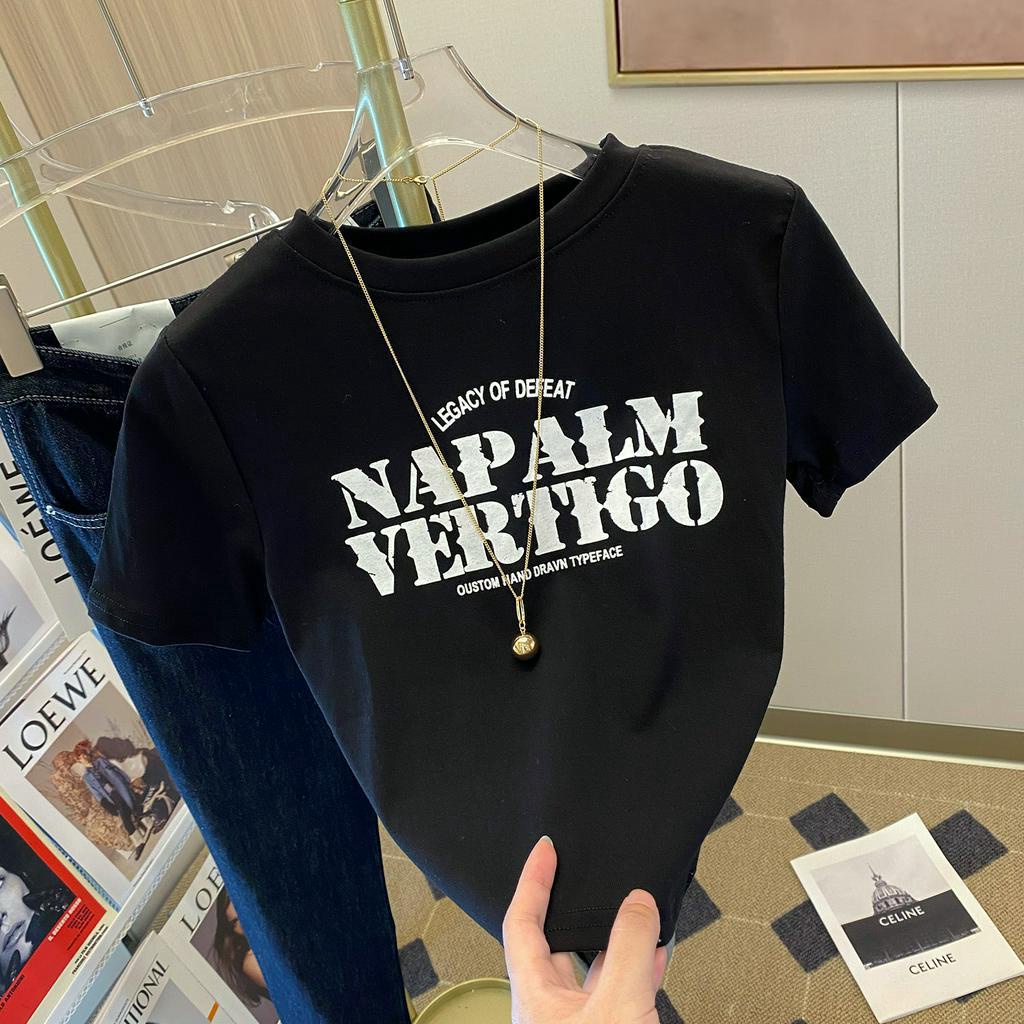 LEGACY OF DEFEAT
NAPALM
VERTIGO
OUSTOM HAND DRAVN TYPEFACE
LOEWE
LOEWE
CELINE
CELINE